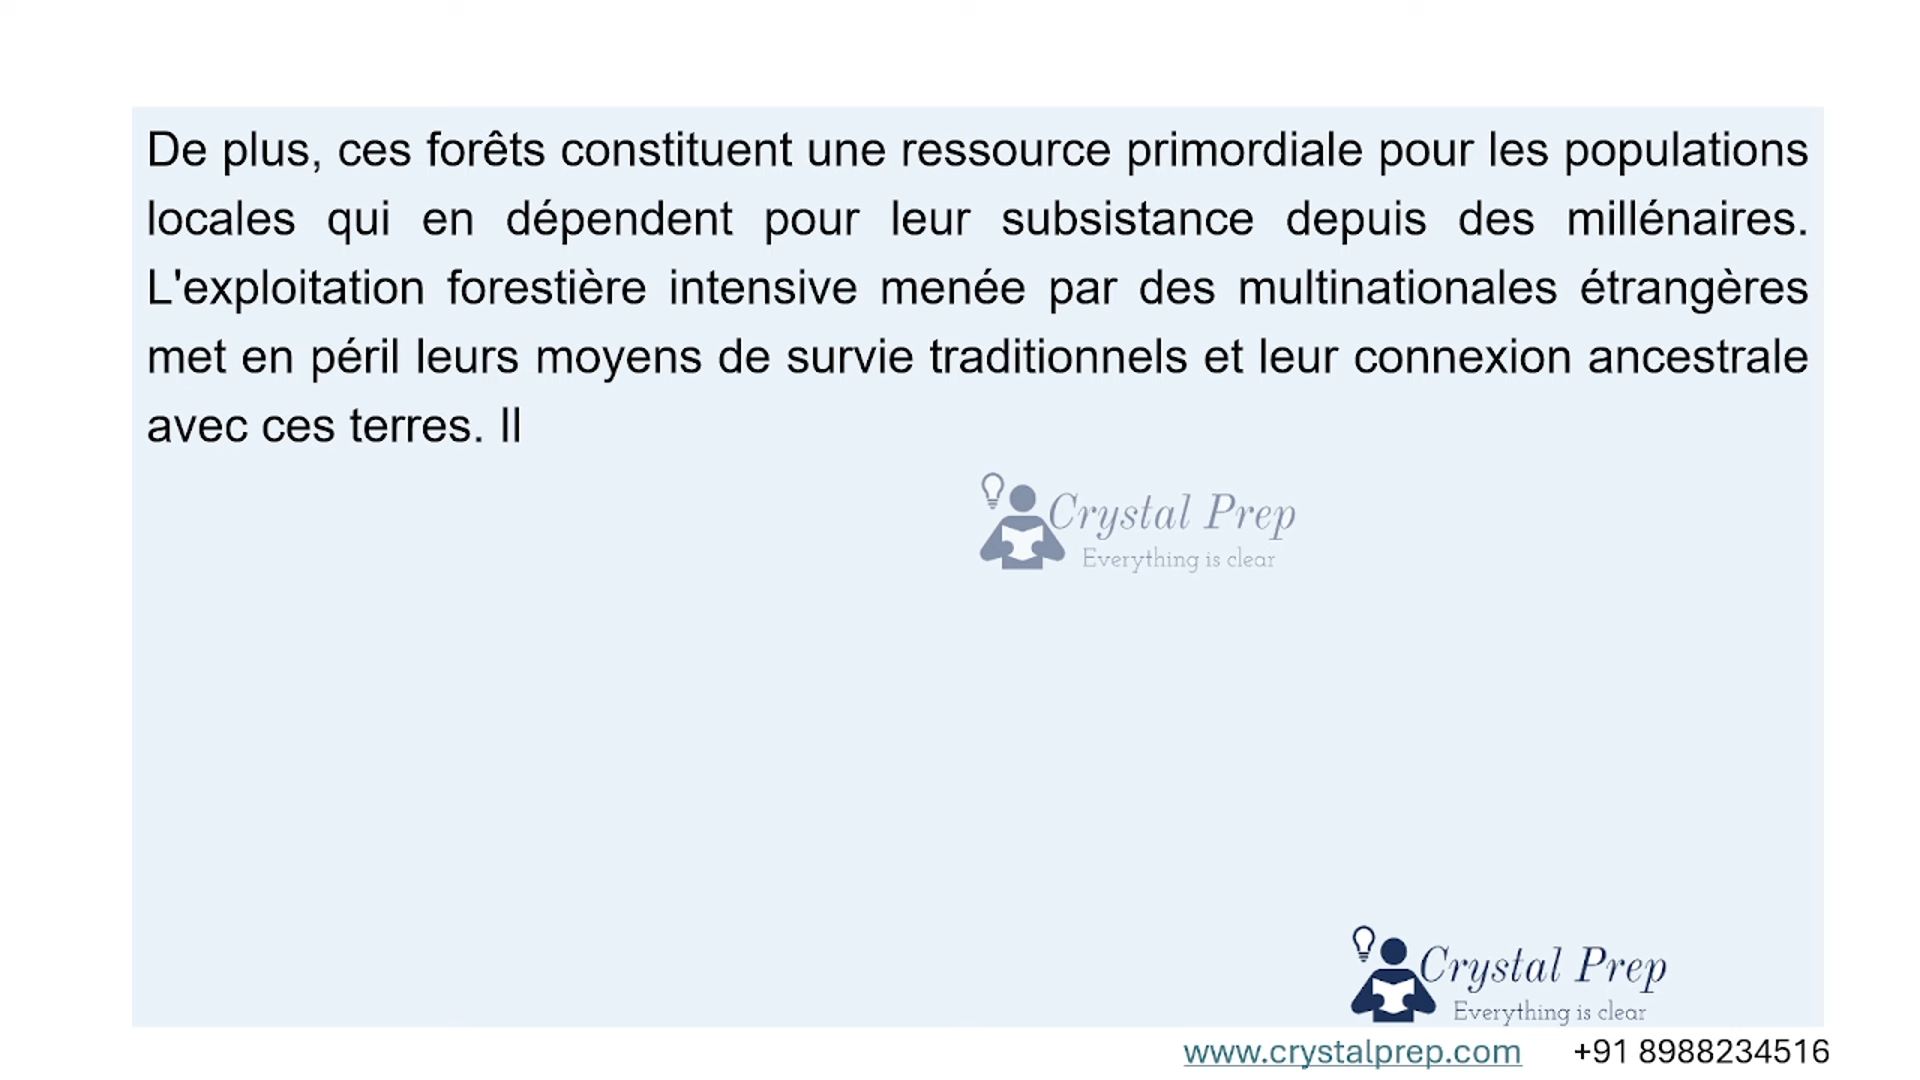 De plus, ces forêts constituent une ressource primordiale pour les populations
locales qui en dépendent pour leur subsistance depuis des millénaires.
L'exploitation forestière intensive menée par des multinationales étrangères
met en péril leurs moyens de survie traditionnels et leur connexion ancestrale
avec ces terres. Il
Crystal Prep
Everything is clear
Crystal Prep
Everything is clear
www.crystalprep.com +91 8988234516